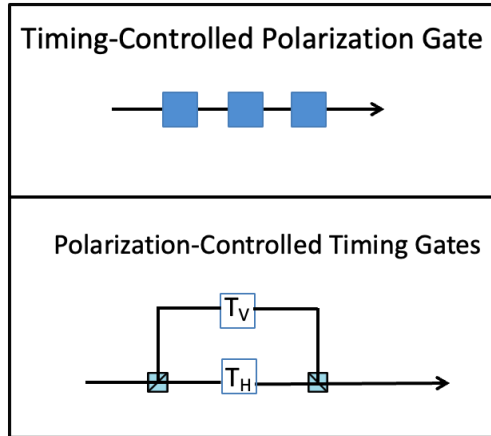 Timing-Controlled Polarization Gate
Polarization-Controlled Timing Gates
T_V
T_H